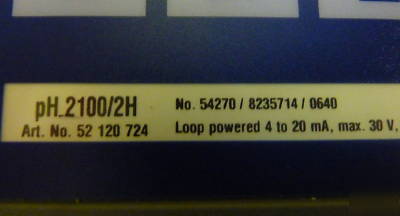 pH 2100/2H
No. 54270 / 8235714 / 0640
Art. No. 52 120 724
Loop powered 4 to 20 mA, max. 30 V,